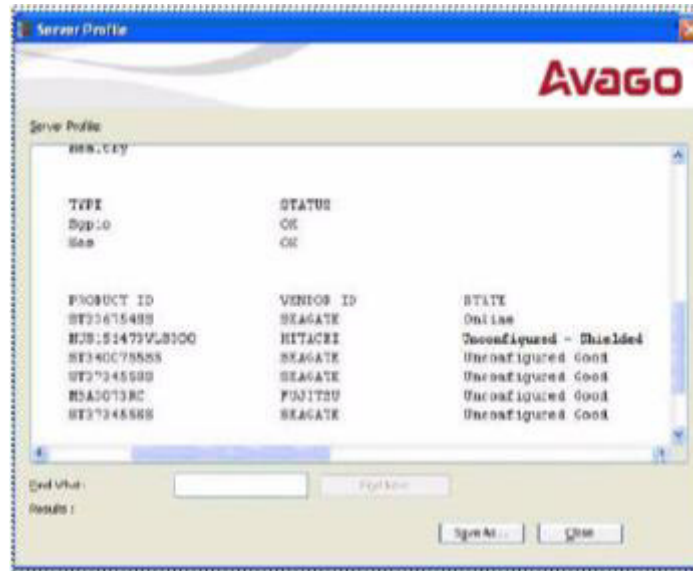 Server Profile
AVAGO
Server Profile:
TYPE STATUS
OK
OK
PRODUCT ID VENDOR ID STATE
SEAGATE Online
HITACHI Unconfigured - Shielded
SEAGATE Unconfigured Good
SEAGATE Unconfigured Good
FUJITSU Unconfigured Good
SEAGATE Unconfigured Good
Find What:
Find Next
Results :
Save As... Close